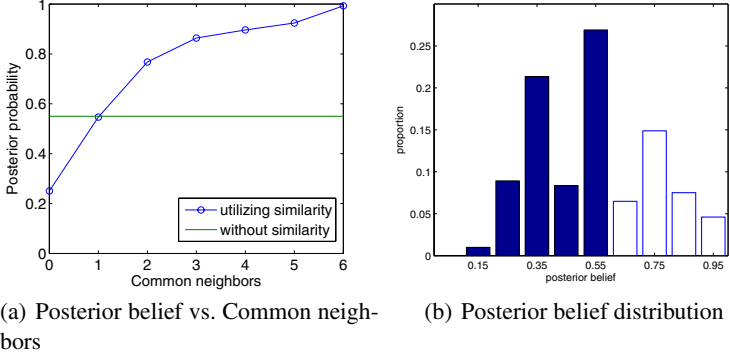 1
0.8
0.6
0.4
0.2
0
Posterior probability
utilizing similarity
without similarity
0 1 2 3 4 5 6
Common neighbors
(a) Posterior belief vs. Common neigh-
bors
0.25
0.2
0.15
0.1
0.05
0
proportion
0.15 0.35 0.55 0.75 0.95
posterior belief
(b) Posterior belief distribution